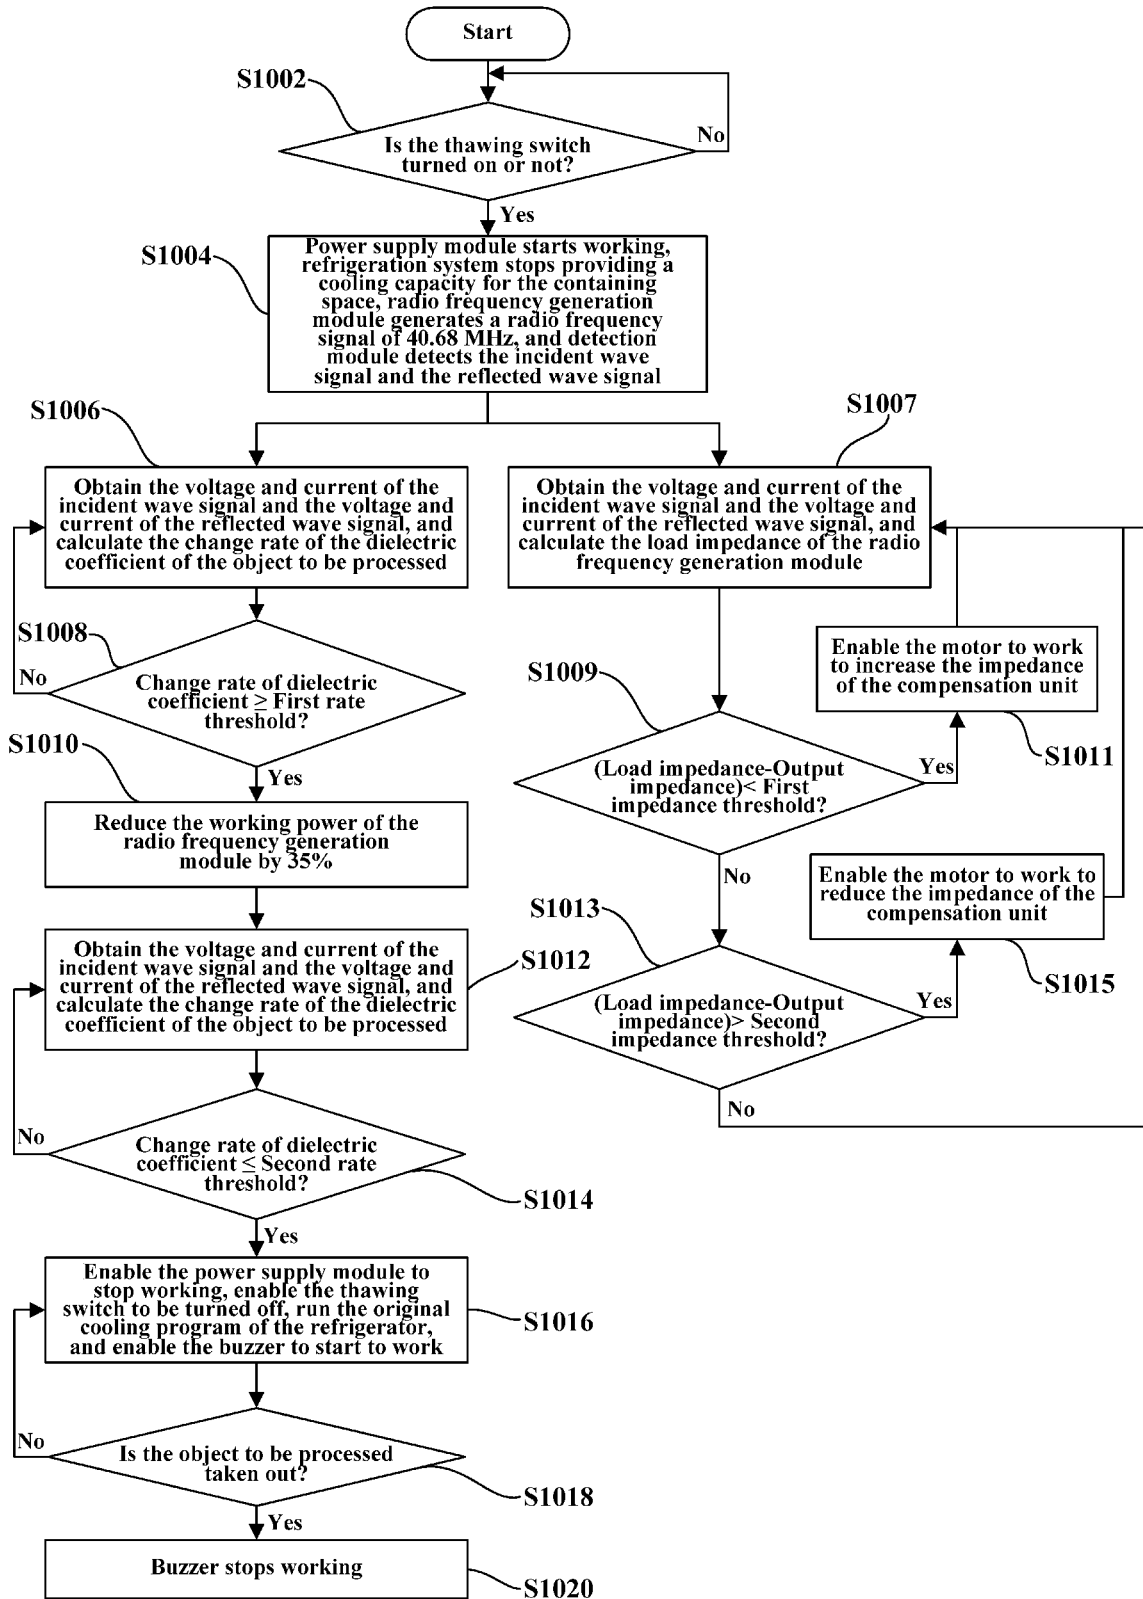 Start
S1002
Is the thawing switch
turned on or not?
No
Yes
S1004
Power supply module starts working,
refrigeration system stops providing a
cooling capacity for the containing
space, radio frequency generation
module generates a radio frequency
signal of 40.68 MHz, and detection
module detects the incident wave
signal and the reflected wave signal
S1006
Obtain the voltage and current of the
incident wave signal and the voltage and
current of the reflected wave signal, and
calculate the change rate of the dielectric
coefficient of the object to be processed
S1008
No
Change rate of dielectric
coefficient ≥ First rate
threshold?
Yes
S1010
Reduce the working power of the
radio frequency generation
module by 35%
Obtain the voltage and current of the
incident wave signal and the voltage and
current of the reflected wave signal, and
calculate the change rate of the dielectric
coefficient of the object to be processed
S1012
No
Change rate of dielectric
coefficient ≤ Second rate
threshold?
S1014
Yes
Enable the power supply module to
stop working, enable the thawing
switch to be turned off, run the original
cooling program of the refrigerator,
and enable the buzzer to start to work
S1016
No
Is the object to be processed
taken out?
S1018
Yes
Buzzer stops working
S1020
S1007
Obtain the voltage and current of the
incident wave signal and the voltage and
current of the reflected wave signal, and
calculate the load impedance of the radio
frequency generation module
S1009
(Load impedance-Output
impedance)< First
impedance threshold?
Yes
Enable the motor to work
to increase the impedance
of the compensation unit
S1011
No
S1013
(Load impedance-Output
impedance)> Second
impedance threshold?
Yes
Enable the motor to work to
reduce the impedance of the
compensation unit
S1015
No